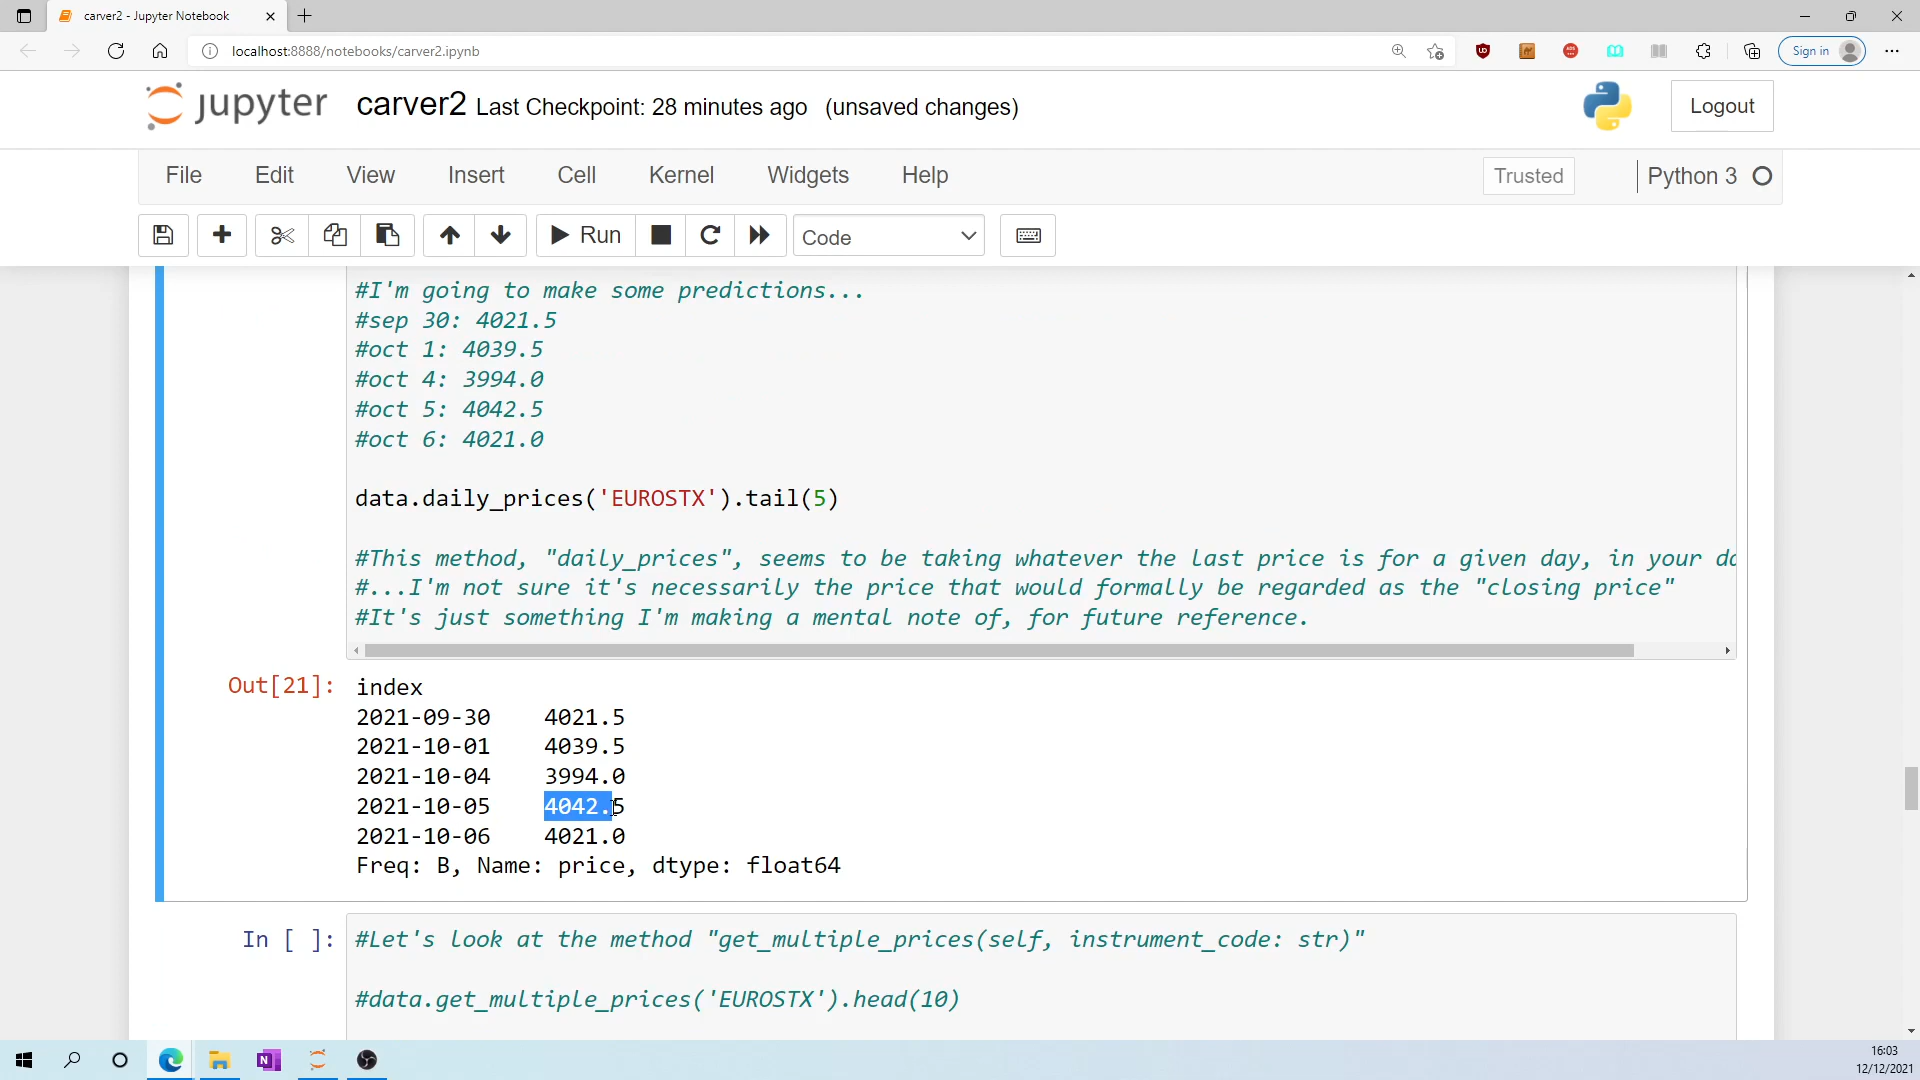 carver2 - Jupyter Notebook
localhost:8888/notebooks/carver2.ipynb
Sign in
jupyter carver2 Last Checkpoint: 28 minutes ago (unsaved changes)
Logout
File Edit View Insert Cell Kernel Widgets Help
Trusted
Python 3
Run
Code
#I'm going to make some predictions...
#sep 30: 4021.5
#oct 1: 4039.5
#oct 4: 3994.0
#oct 5: 4042.5
#oct 6: 4021.0
data.daily_prices('EUROSTX').tail(5)
#This method, "daily_prices", seems to be taking whatever the last price is for a given day, in your
#...I'm not sure it's necessarily the price that would formally be regarded as the "closing price"
#It's just something I'm making a mental note of, for future reference.
Out[21]: index
2021-09-30 4021.5
2021-10-01 4039.5
2021-10-04 3994.0
2021-10-05 4042.5
2021-10-06 4021.0
Freq: B, Name: price, dtype: float64
In [ ]: #Let's look at the method "get_multiple_prices(self, instrument_code: str)"
#data.get_multiple_prices('EUROSTX').head(10)
16:03
12/12/2021